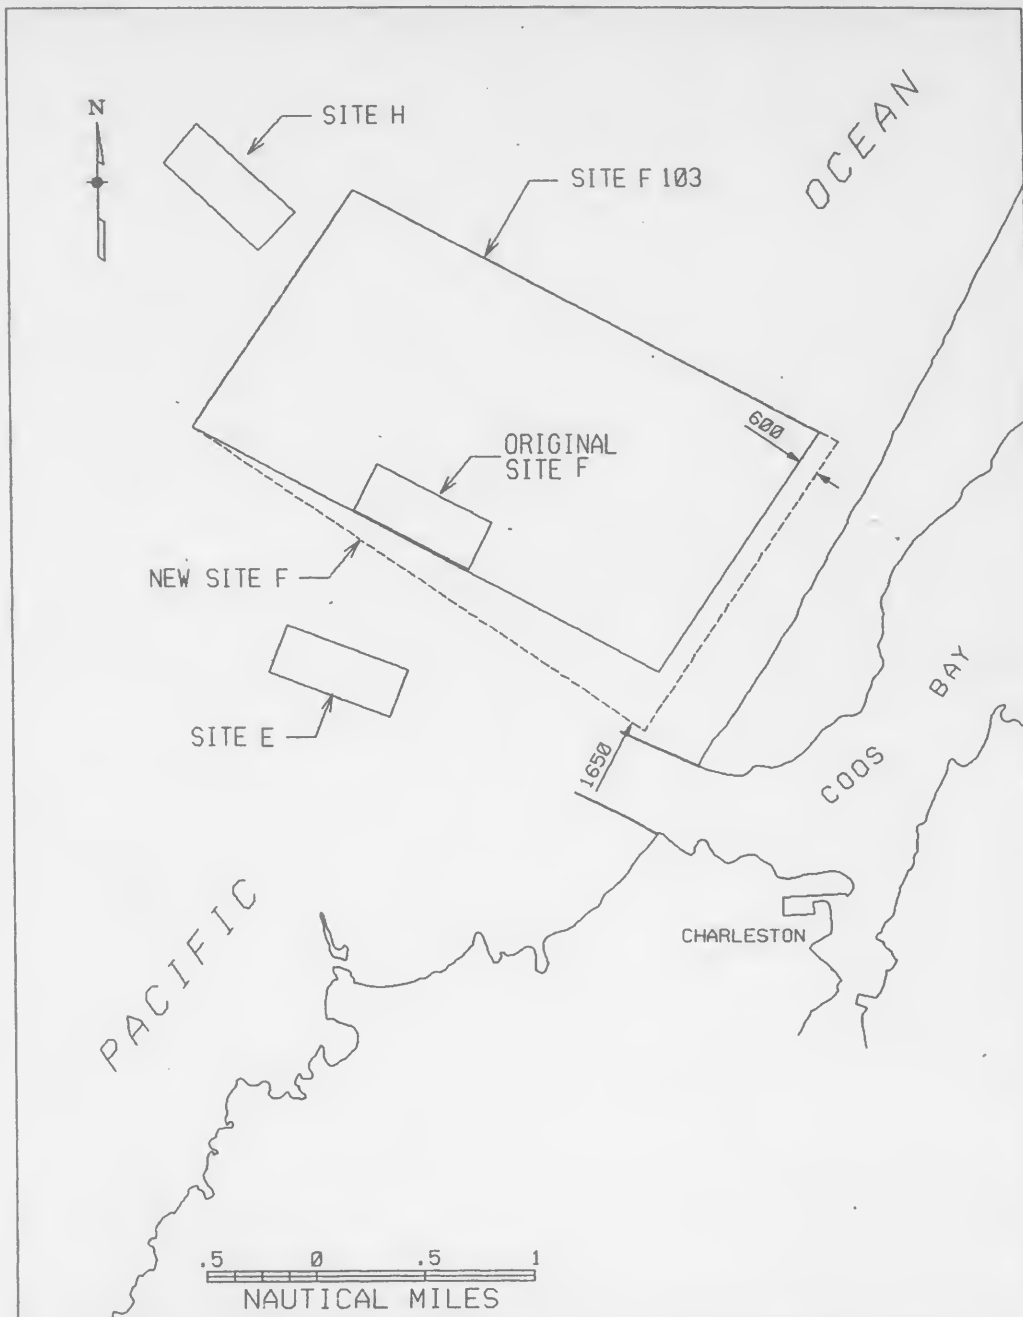 N
SITE H
OCEAN
SITE F 103
600
ORIGINAL
SITE F
NEW SITE F
SITE E
1650
BAY
COOS
CHARLESTON
PACIFIC
.5 0 .5 1
NAUTICAL MILES